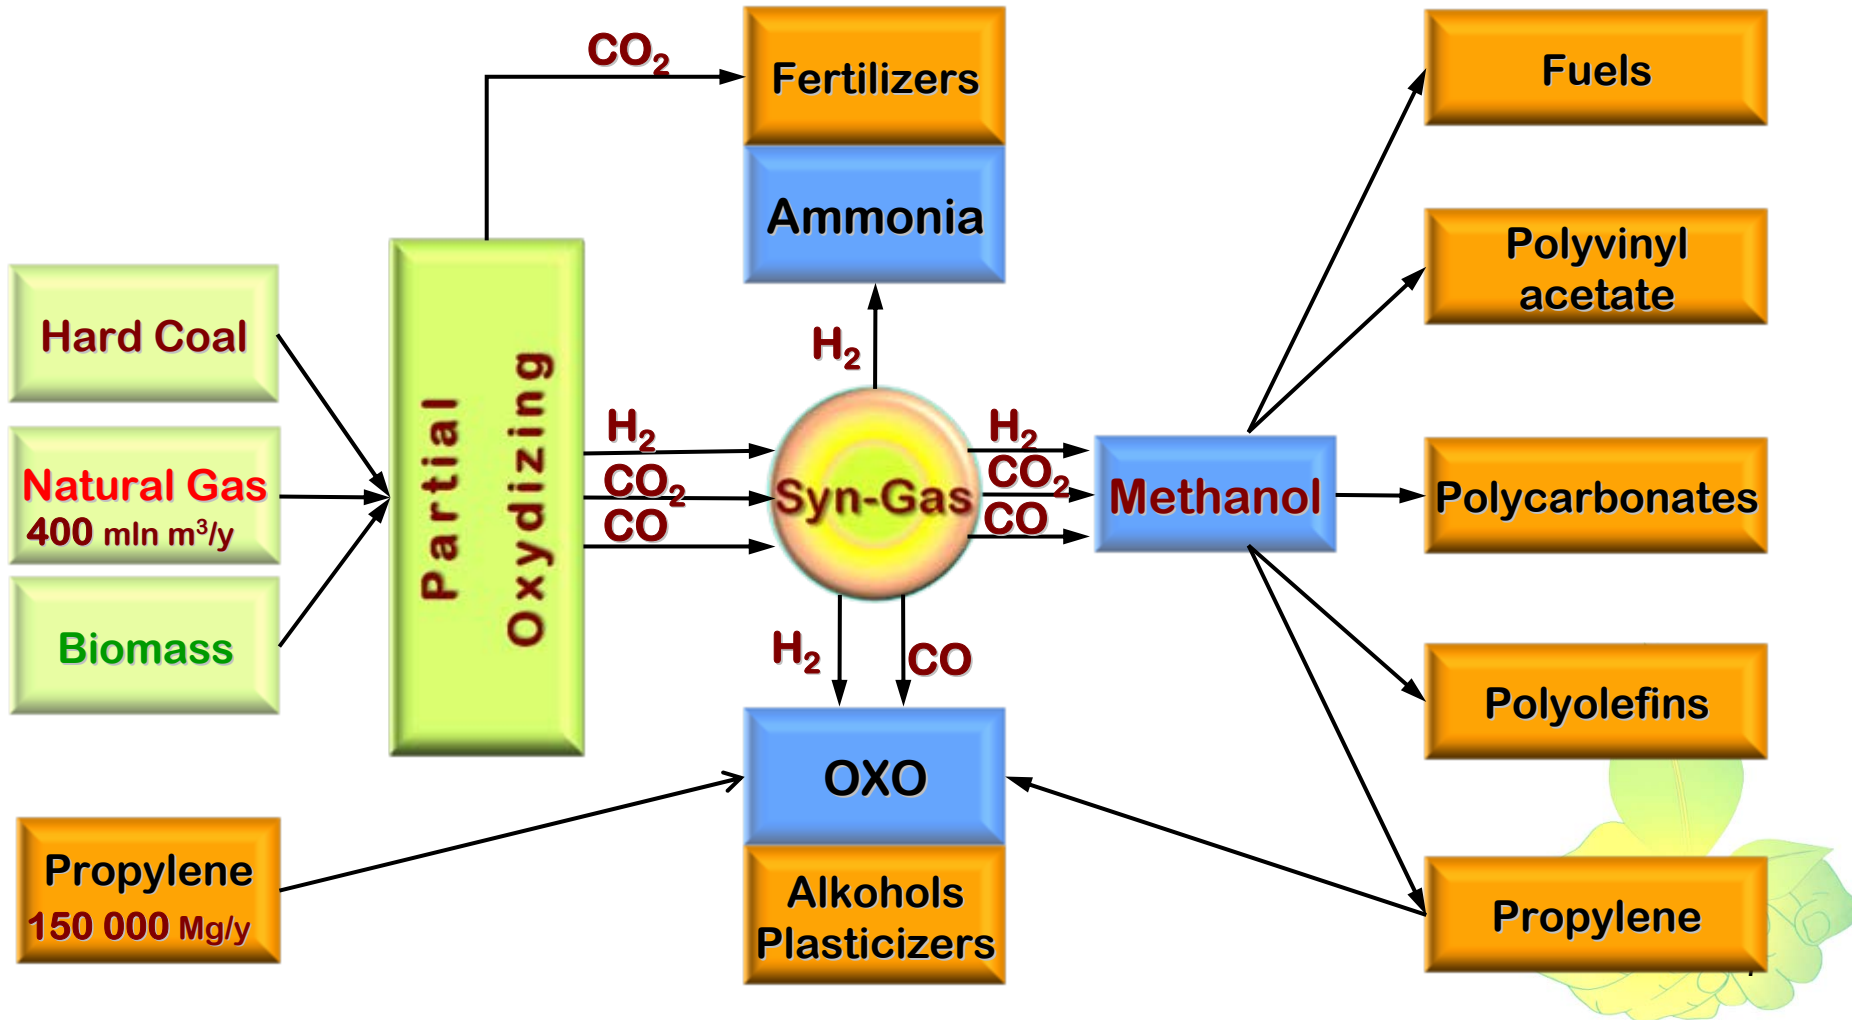 CO₂
Fertilizers
Ammonia
Fuels
Polyvinyl
acetate
Hard Coal
Natural Gas
400 mln m³/y
Biomass
Partial
Oxydizing
H₂
CO₂
CO
H₂
Syn-Gas
H₂
CO₂
CO
Methanol
Polycarbonates
H₂
CO
Polyolefins
OXO
Alkohols
Plasticizers
Propylene
150 000 Mg/y
Propylene